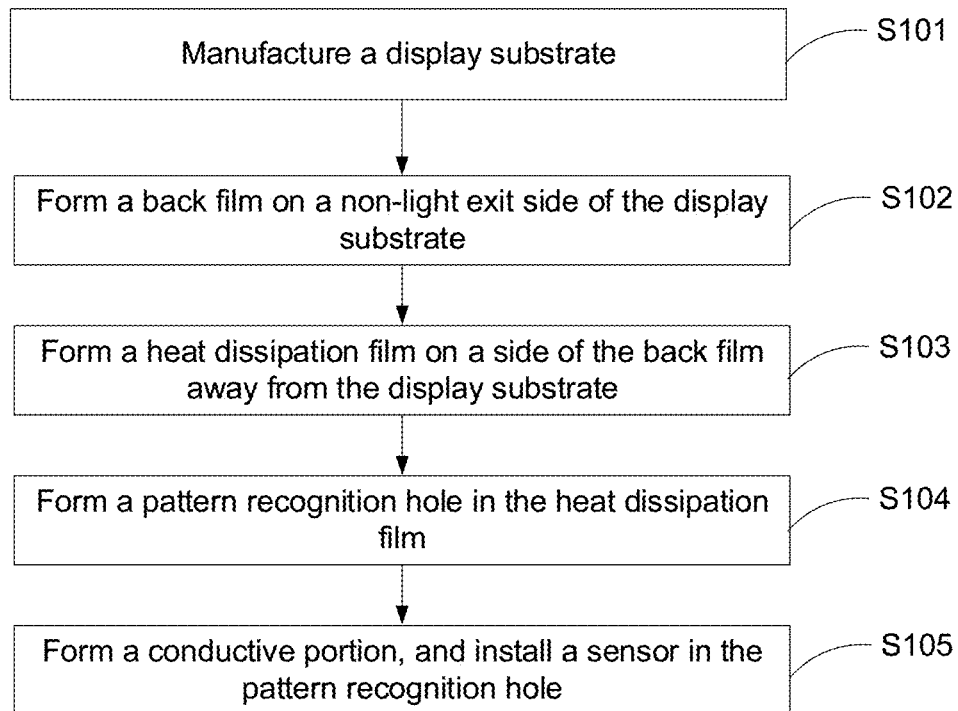 Manufacture a display substrate
S101
Form a back film on a non-light exit side of the display
substrate
S102
Form a heat dissipation film on a side of the back film
away from the display substrate
S103
Form a pattern recognition hole in the heat dissipation
film
S104
Form a conductive portion, and install a sensor in the
pattern recognition hole
S105